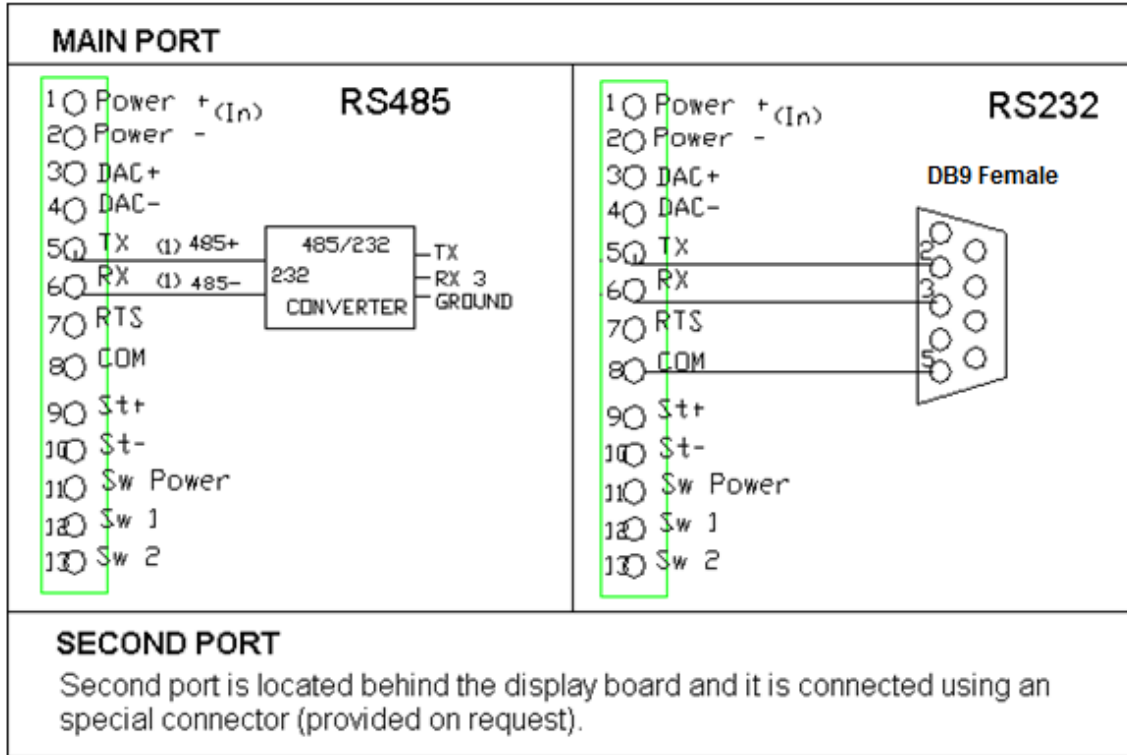 MAIN PORT
RS485
1 Power + (In)
2 Power -
3 DAC+
4 DAC-
5 TX (1) 485+
6 RX (1) 485-
7 RTS
8 COM
9 St+
10 St-
11 Sw Power
12 Sw 1
13 Sw 2
485/232
232
CONVERTER
TX
RX 3
GROUND
RS232
DB9 Female
1 Power + (In)
2 Power -
3 DAC+
4 DAC-
5 TX
6 RX
7 RTS
8 COM
9 St+
10 St-
11 Sw Power
12 Sw 1
13 Sw 2
2
3
5
SECOND PORT
Second port is located behind the display board and it is connected using an
special connector (provided on request).